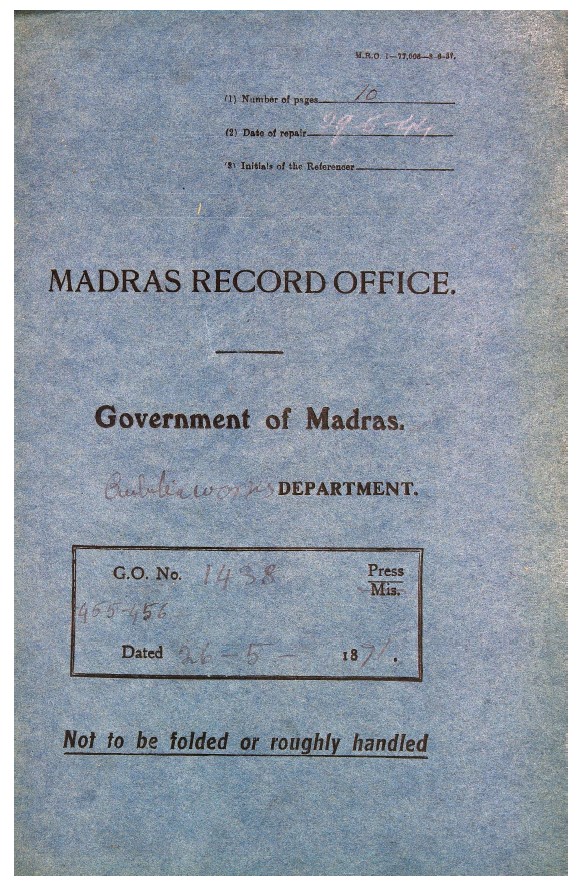 M.R.O. 1—77,000—8-6-37.
(1) Number of pages 10
(2) Date of repair 29-5-44
(3) Initials of the Referencer
MADRAS RECORD OFFICE.
Government of Madras.
Public works DEPARTMENT.
G.O. No. 1438 Press
Mis.
455-456
Dated 26-5- 1871.
Not to be folded or roughly handled